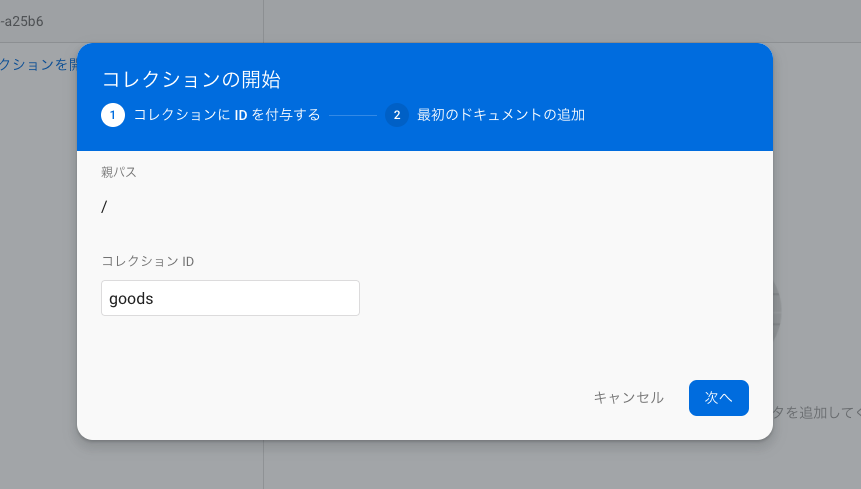 -a25b6
クションを開
コレクションの開始
1 コレクションに ID を付与する 2 最初のドキュメントの追加
親パス
/
コレクション ID
goods
キャンセル 次へ
タを追加してく